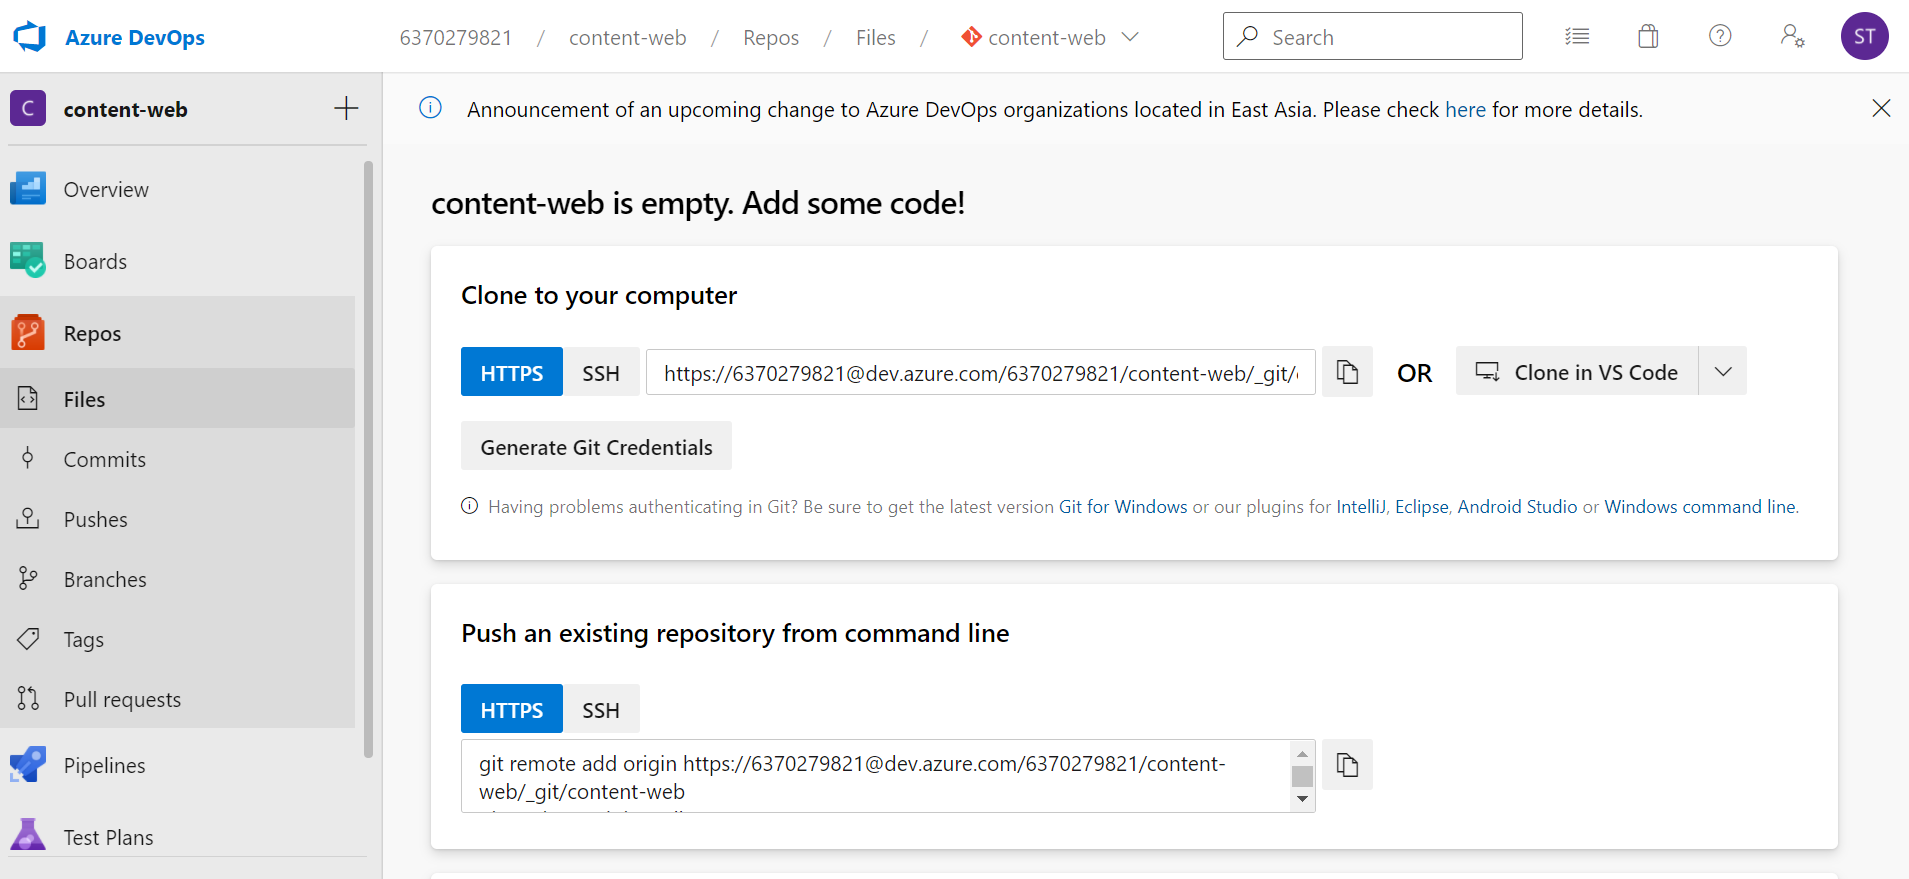 Azure DevOps
6370279821 / content-web / Repos / Files / content-web
Search
ST
C content-web
Overview
Boards
Repos
Files
Commits
Pushes
Branches
Tags
Pull requests
Pipelines
Test Plans
Announcement of an upcoming change to Azure DevOps organizations located in East Asia. Please check here for more details.
content-web is empty. Add some code!
Clone to your computer
HTTPS SSH https://6370279821@dev.azure.com/6370279821/content-web/_git/ OR Clone in VS Code
Generate Git Credentials
Having problems authenticating in Git? Be sure to get the latest version Git for Windows or our plugins for IntelliJ, Eclipse, Android Studio or Windows command line.
Push an existing repository from command line
HTTPS SSH
git remote add origin https://6370279821@dev.azure.com/6370279821/content-
web/_git/content-web